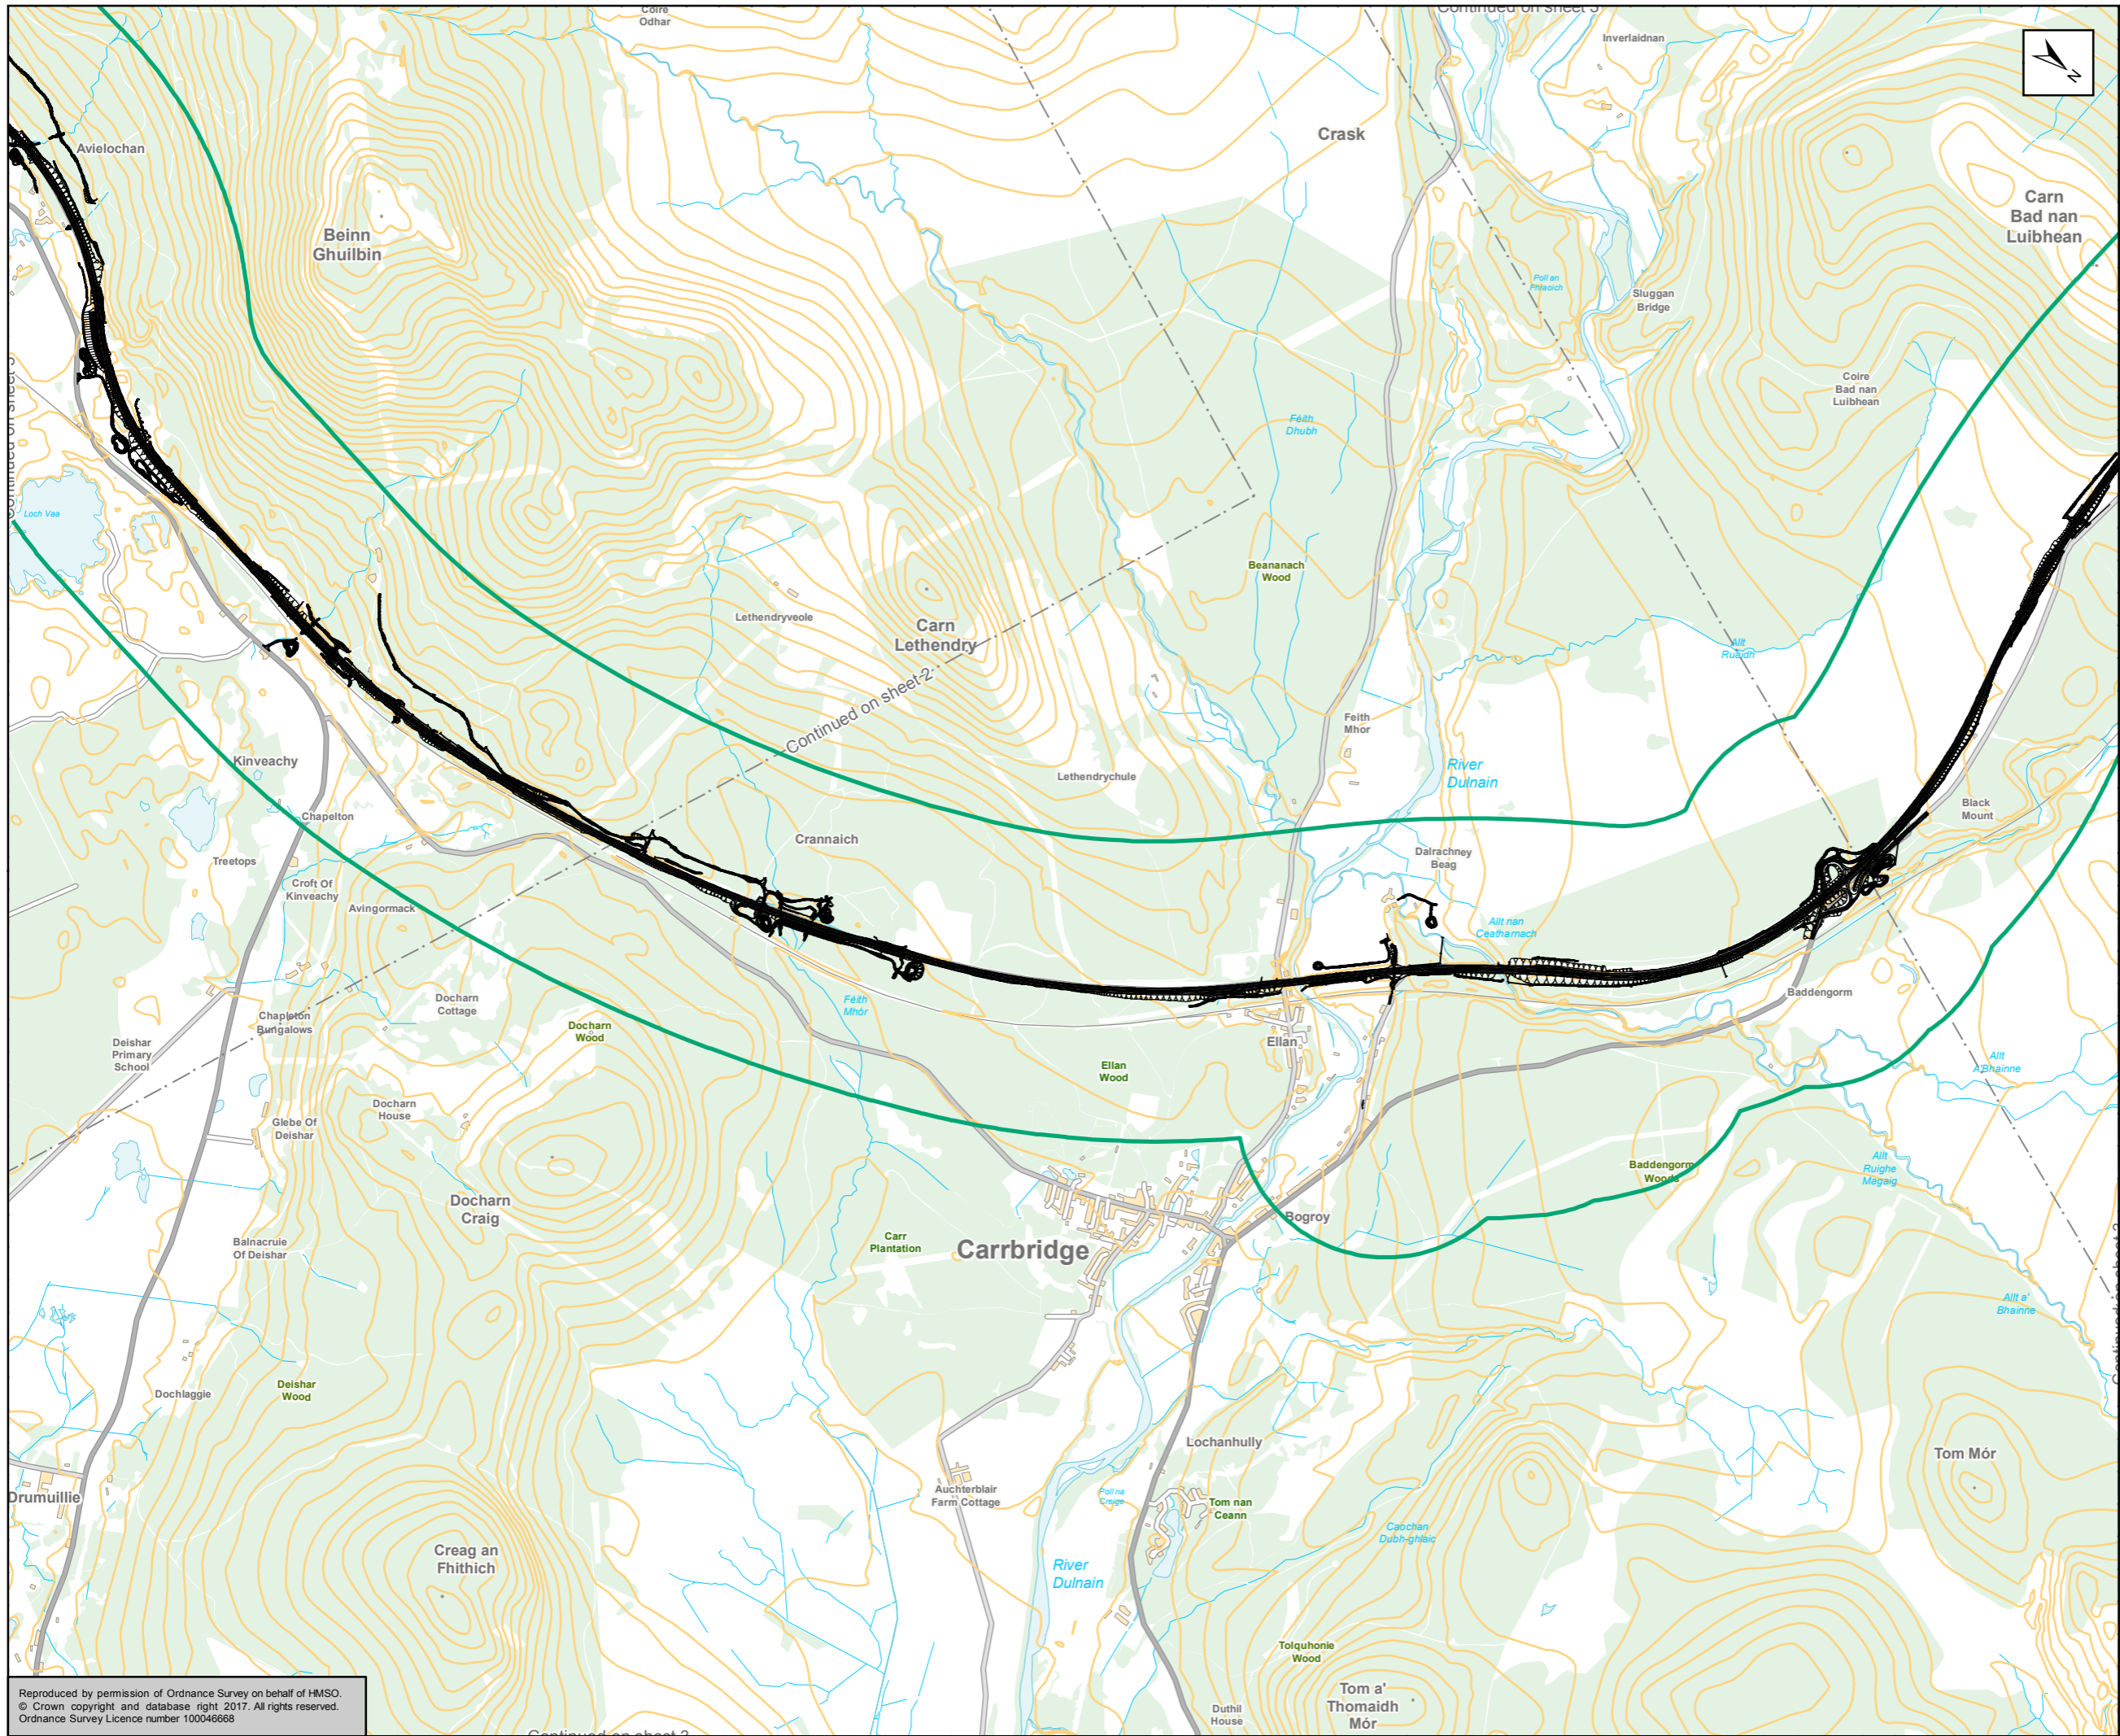 Coire
Odhar
Continued on sheet 3
Inverlaidnan
N
Avielochan
Crask
Beinn
Ghuilbin
Carn
Bad nan
Luibhean
Poll an
Fhraoich
Sluggan
Bridge
Continued on sheet 3
Coire
Bad nan
Luibhean
Féith
Dhubh
Loch Vaa
Beananach
Wood
Lethendryveole
Carn
Lethendry
Allt
Ruaidh
Continued on sheet 2
Feith
Mhor
Kinveachy
Lethendrychule
River
Dulnain
Chapelton
Black
Mount
Crannaich
Treetops
Dalrachney
Beag
Croft Of
Kinveachy
Avingormack
Allt nan
Ceatharnach
Baddengorm
Docharn
Cottage
Féith
Mhór
Chapleton
Bungalows
Docharn
Wood
Deishar
Primary
School
Ellan
Ellan
Wood
Allt
A'Bhainne
Docharn
House
Glebe Of
Deishar
Baddengorm
Woods
Allt
Ruighe
Magaig
Docharn
Craig
Bogroy
Balnacruie
Of Deishar
Carr
Plantation
Carrbridge
Allt a'
Bhainne
Continued on sheet 2
Deishar
Wood
Dochlaggie
Lochanhully
Tom Mór
Drumuillie
Auchterblair
Farm Cottage
Poll na
Creige
Tom nan
Ceann
Caochan
Dubh-ghlaic
Creag an
Fhithich
River
Dulnain
Tolquhonie
Wood
Tom a'
Thomaidh
Mór
Duthil
House
Reproduced by permission of Ordnance Survey on behalf of HMSO.
© Crown copyright and database right 2017. All rights reserved.
Ordnance Survey Licence number 100046668
Continued on sheet 2